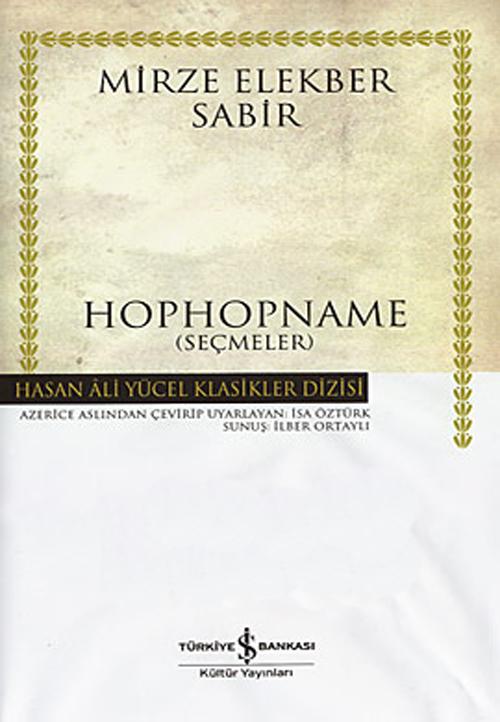 MİRZE ELEKBER
SABİR
HOPHOPNAME
(SEÇMELER)
HASAN ÂLİ YÜCEL KLASİKLER DİZİSİ
AZERİCE ASLINDAN ÇEVİRİP UYARLAYAN: İSA ÖZTÜRK
SUNUŞ: İLBER ORTAYLI
TÜRKİYE İŞ BANKASI
Kültür Yayınları